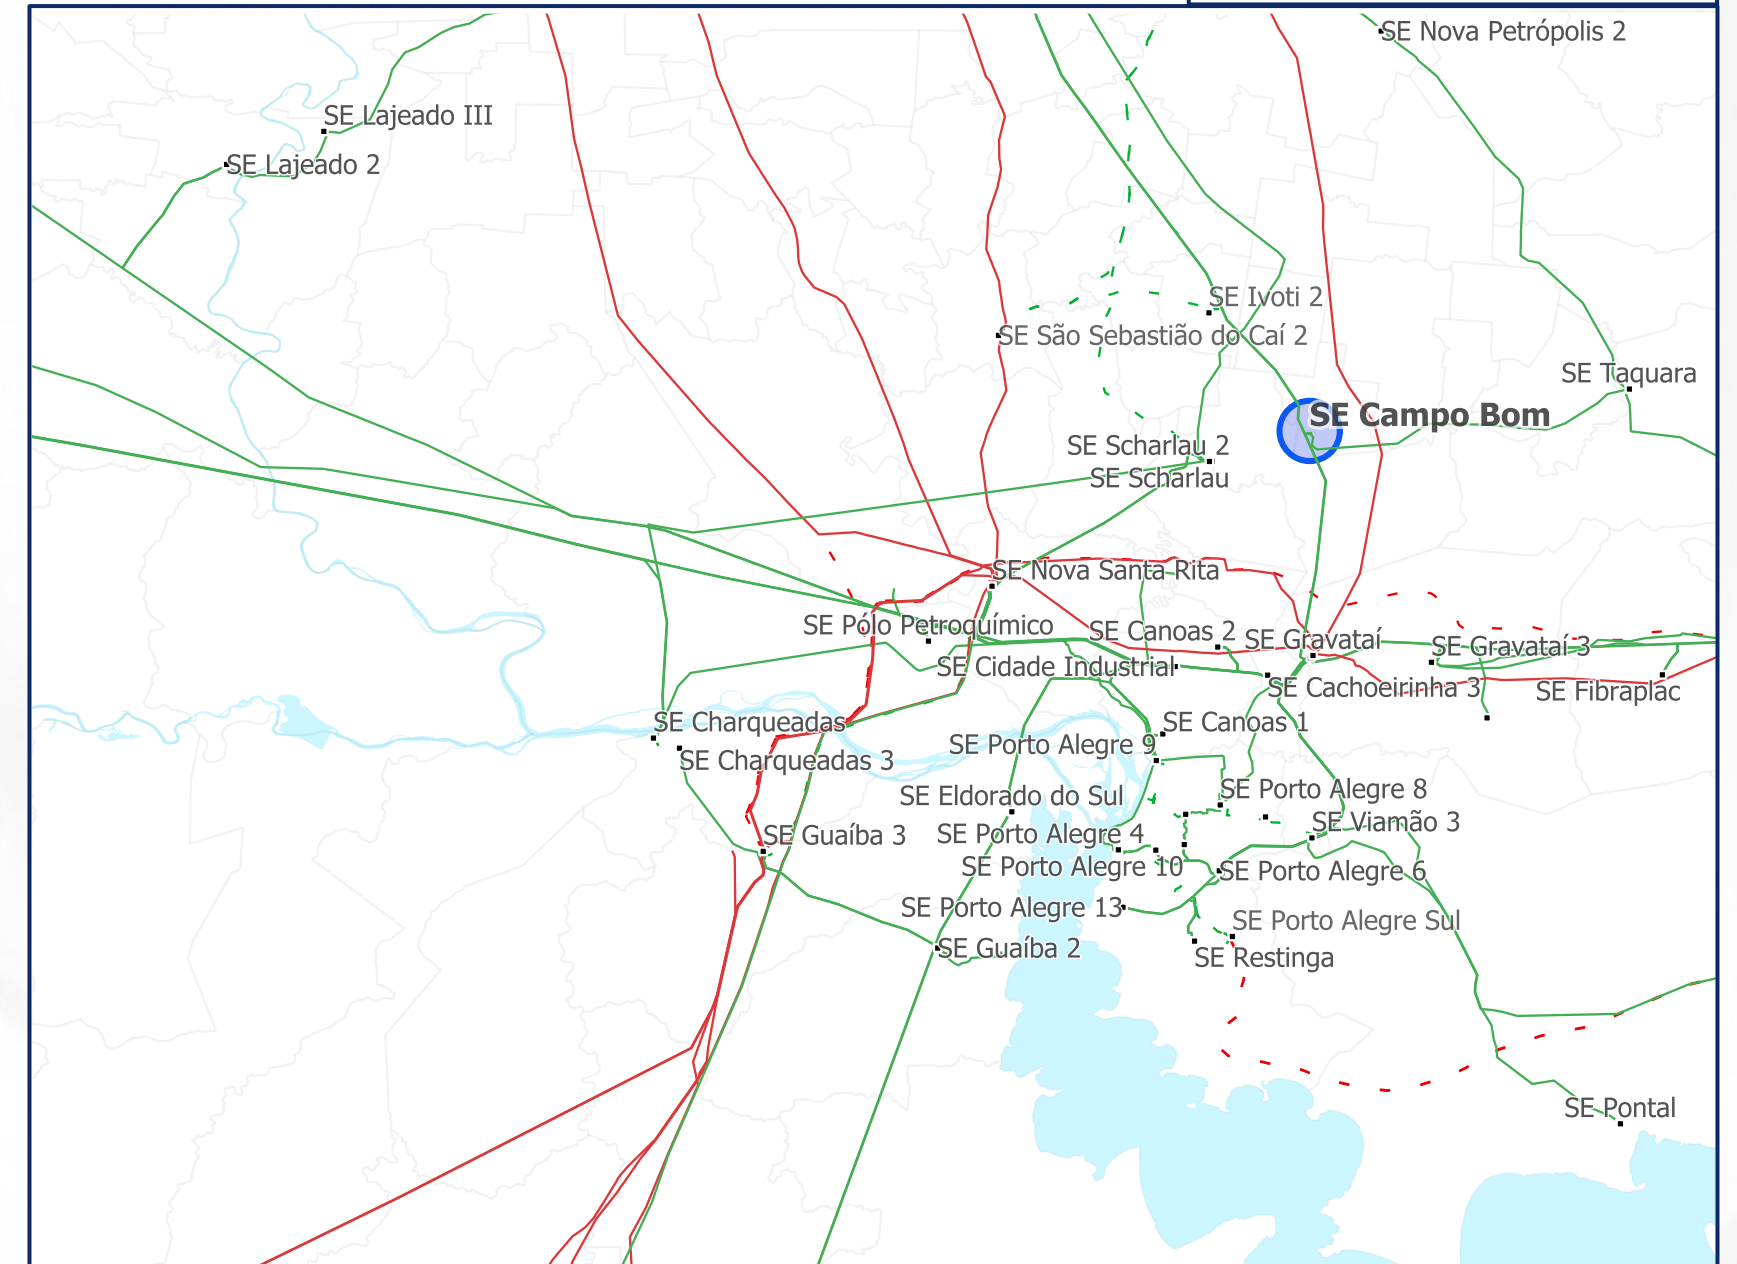 SE Nova Petrópolis 2
SE Lajeado III
SE Lajeado 2
SE Ivoti 2
SE São Sebastião do Caí 2
SE Taquara
SE Campo Bom
SE Scharlau 2
SE Scharlau
SE Nova Santa Rita
SE Pólo Petroquímico
SE Canoas 2
SE Gravataí
SE Gravataí 3
SE Cidade Industrial
SE Cachoeirinha 3
SE Fibraplac
SE Charqueadas
SE Canoas 1
SE Porto Alegre 9
SE Charqueadas 3
SE Porto Alegre 8
SE Eldorado do Sul
SE Viamão 3
SE Guaíba 3
SE Porto Alegre 4
SE Porto Alegre 10
SE Porto Alegre 6
SE Porto Alegre 13
SE Porto Alegre Sul
SE Guaíba 2
SE Restinga
SE Pontal